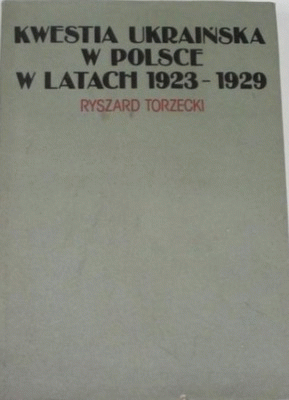 KWESTIA UKRAIŃSKA
W POLSCE
W LATACH 1923-1929
RYSZARD TORZECKI